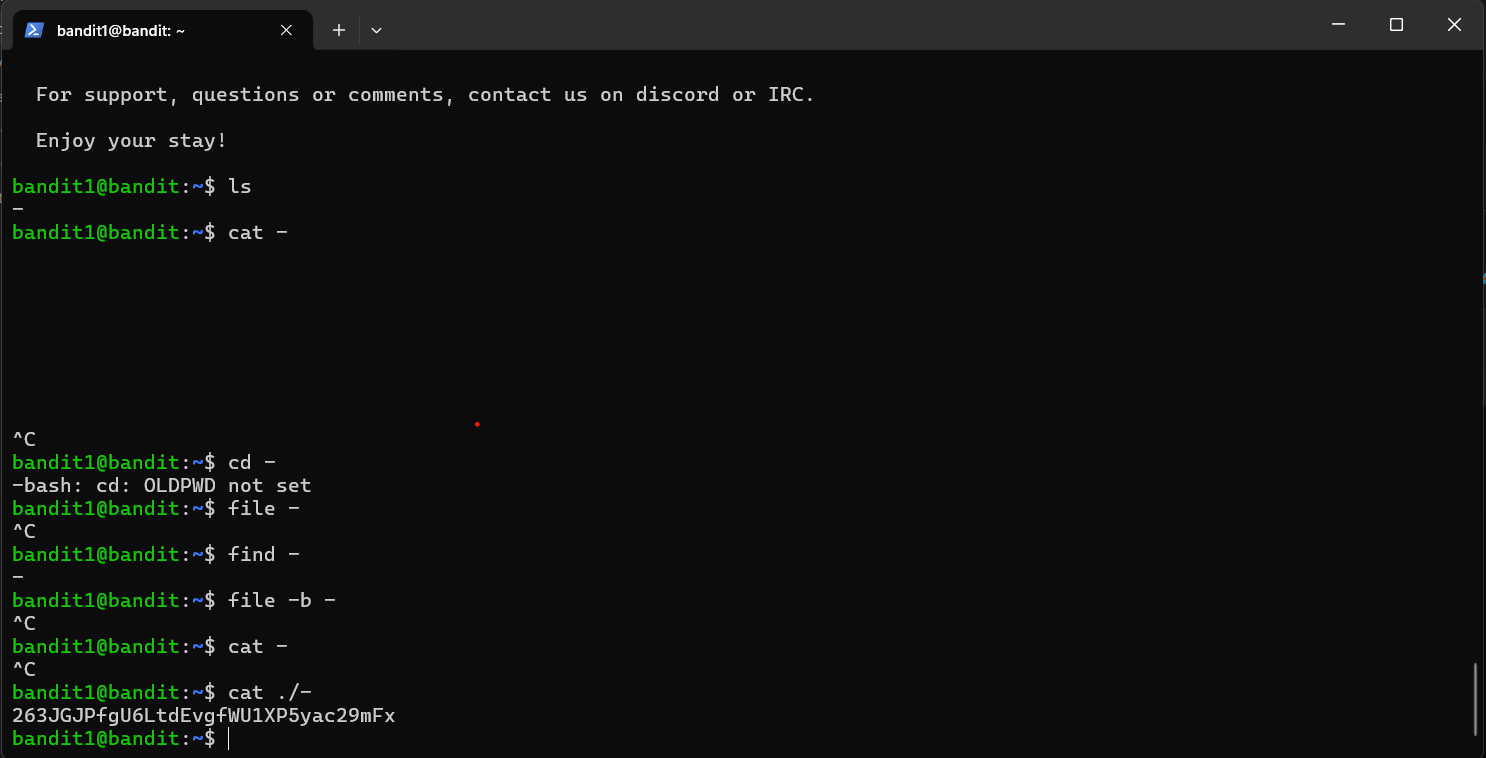 bandit1@bandit: ~
For support, questions or comments, contact us on discord or IRC.
Enjoy your stay!
bandit1@bandit:~$ ls
-
bandit1@bandit:~$ cat -
^C
bandit1@bandit:~$ cd -
-bash: cd: OLDPWD not set
bandit1@bandit:~$ file -
^C
bandit1@bandit:~$ find -
-
bandit1@bandit:~$ file -b -
^C
bandit1@bandit:~$ cat -
^C
bandit1@bandit:~$ cat ./-
263JGJPfgU6LtdEvgfWU1XP5yac29mFx
bandit1@bandit:~$